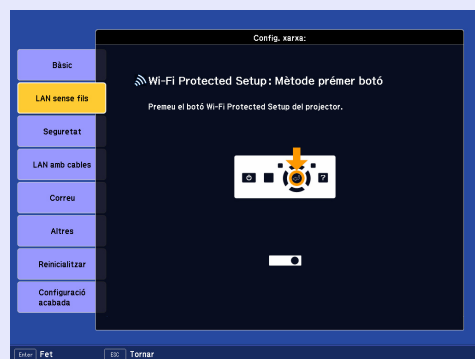 Config. xarxa:
Bàsic
LAN sense fils
Seguretat
LAN amb cables
Correu
Altres
Reinicialitzar
Configuració
acabada
Wi-Fi Protected Setup: Mètode prémer botó
Premeu el botó Wi-Fi Protected Setup del projector.
?
Enter Fet
ESC Tornar